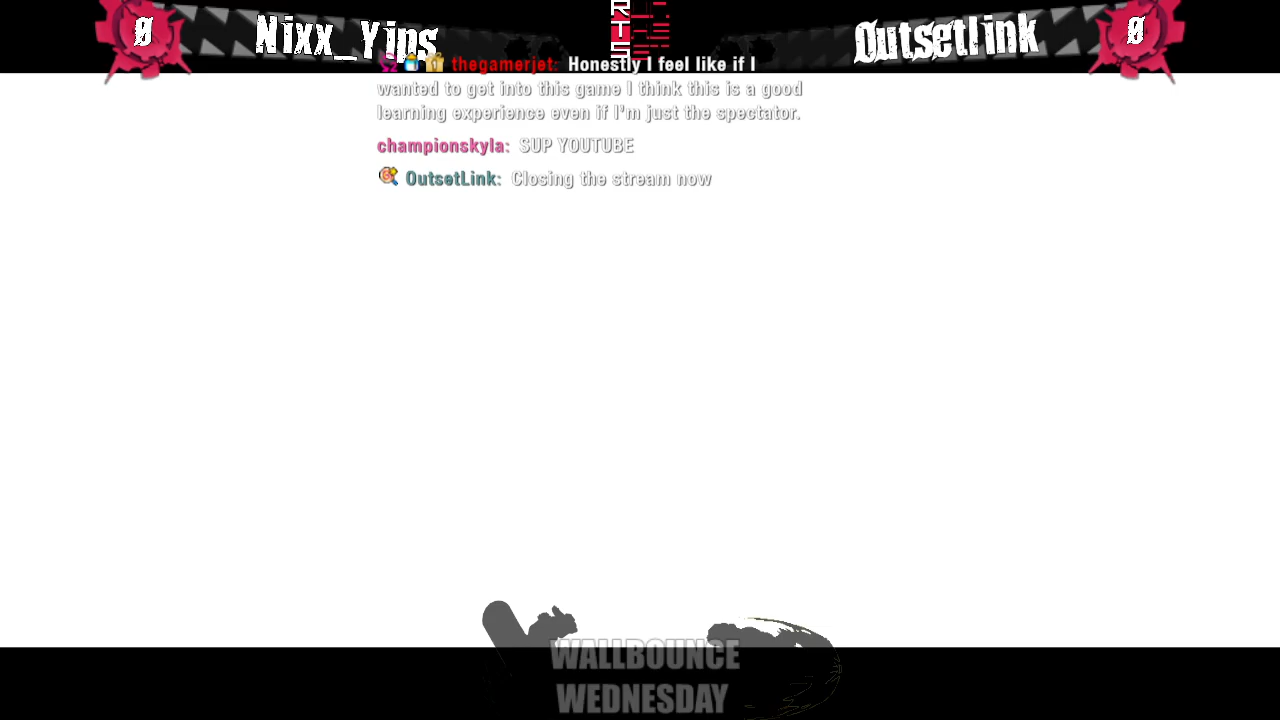 0 Nixx_Yips RTS Outsetlink 0
thegamerjet: Honestly I feel like if I
wanted to get into this game I think this is a good
learning experience even if I'm just the spectator.
championskyla: SUP YOUTUBE
OutsetLink: Closing the stream now
WALLBOUNCE
WEDNESDAY